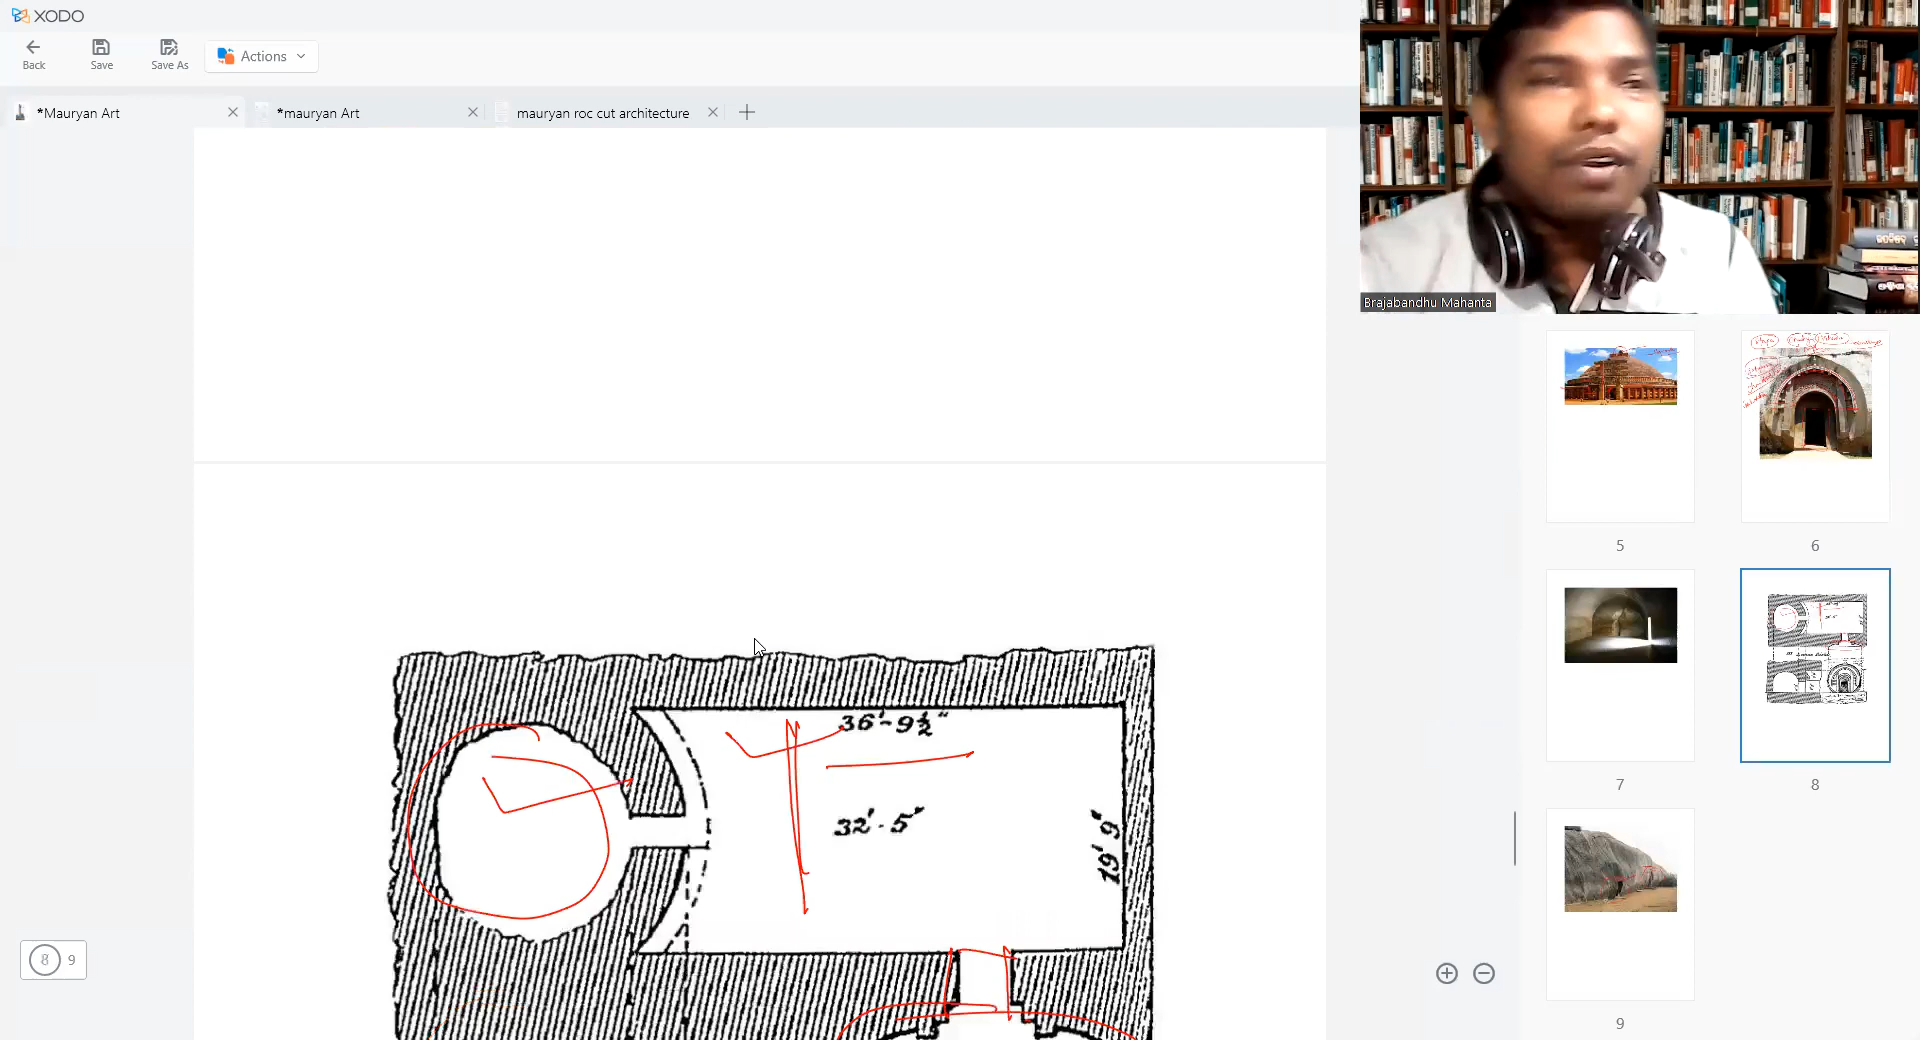 XODO
Back
Save
Save As
Actions
*Mauryan Art
*mauryan Art
mauryan roc cut architecture
Brajabandhu Mahanta
36'-9½"
32'-5"
19'9"
5
6
7
8
9
8
9